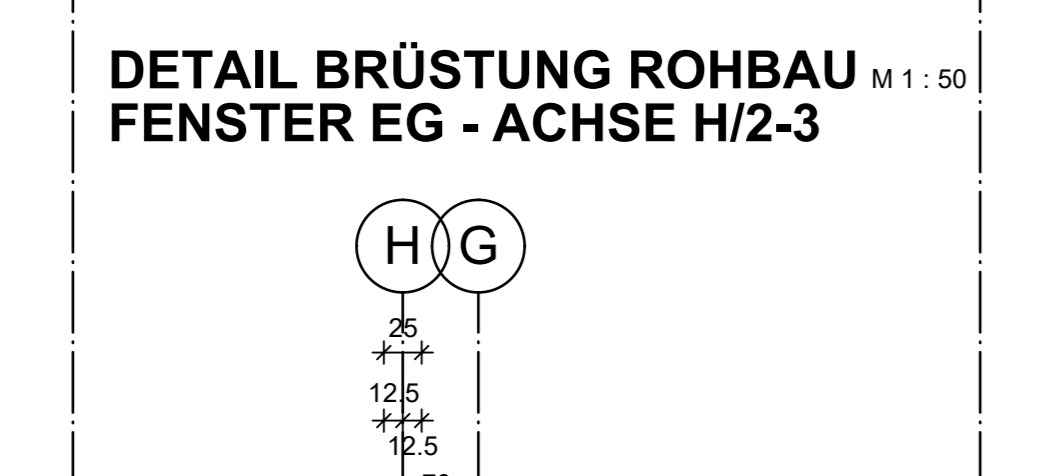 DETAIL BRÜSTUNG ROHBAU M 1 : 50
FENSTER EG - ACHSE H/2-3
H G
25
12.5
12.5